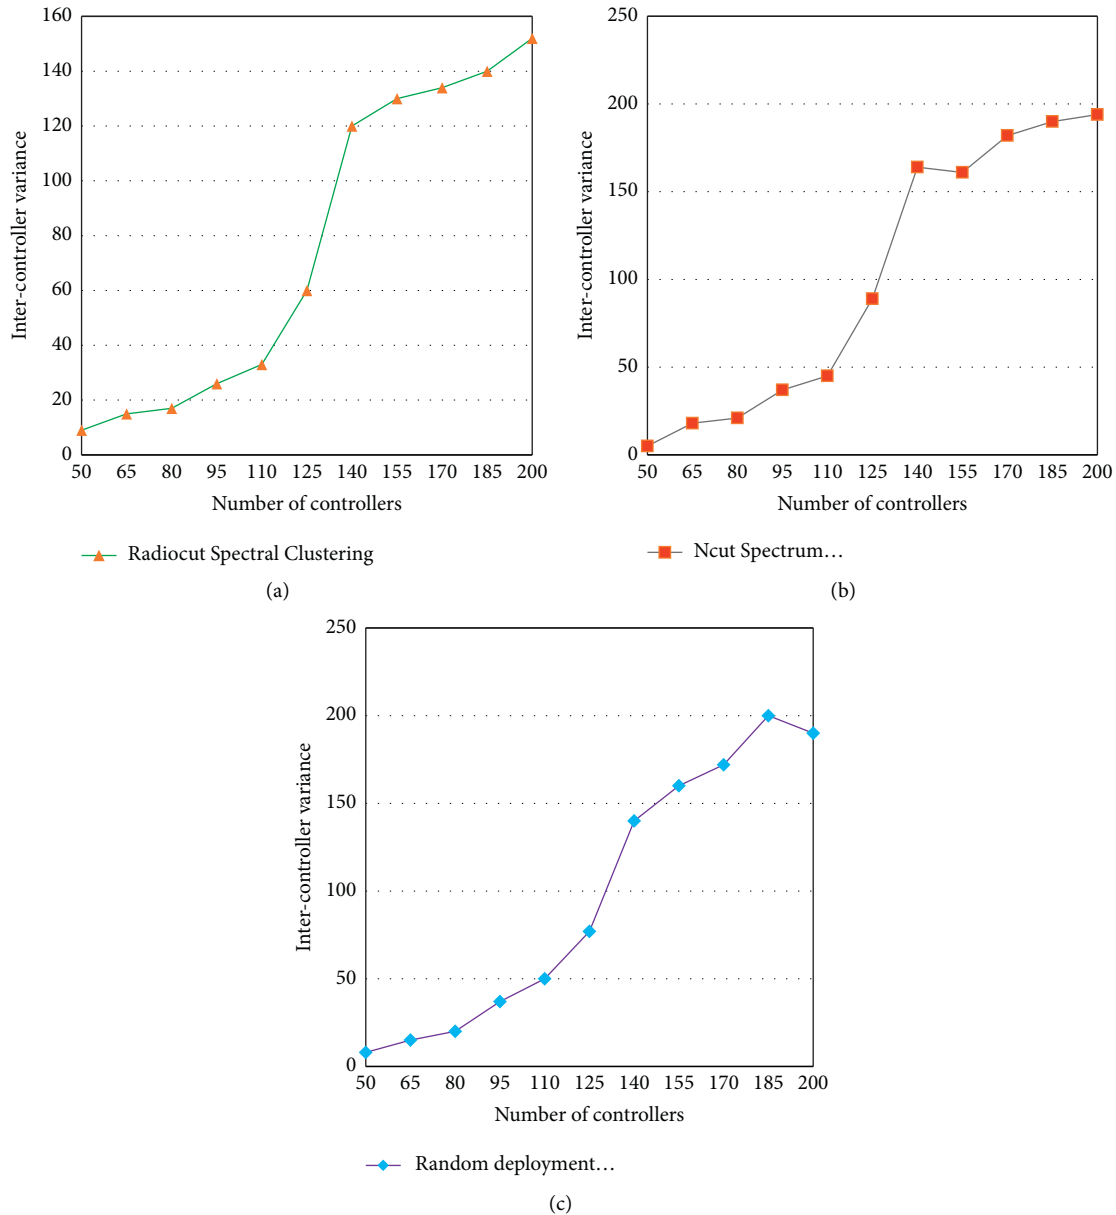 160
140
120
100
80
60
40
20
0
Inter-controller variance
50 65 80 95 110 125 140 155 170 185 200
Number of controllers
Radiocut Spectral Clustering
(a)
250
200
150
100
50
0
Inter-controller variance
50 65 80 95 110 125 140 155 170 185 200
Number of controllers
Ncut Spectrum…
(b)
250
200
150
100
50
0
Inter-controller variance
50 65 80 95 110 125 140 155 170 185 200
Number of controllers
Random deployment…
(c)